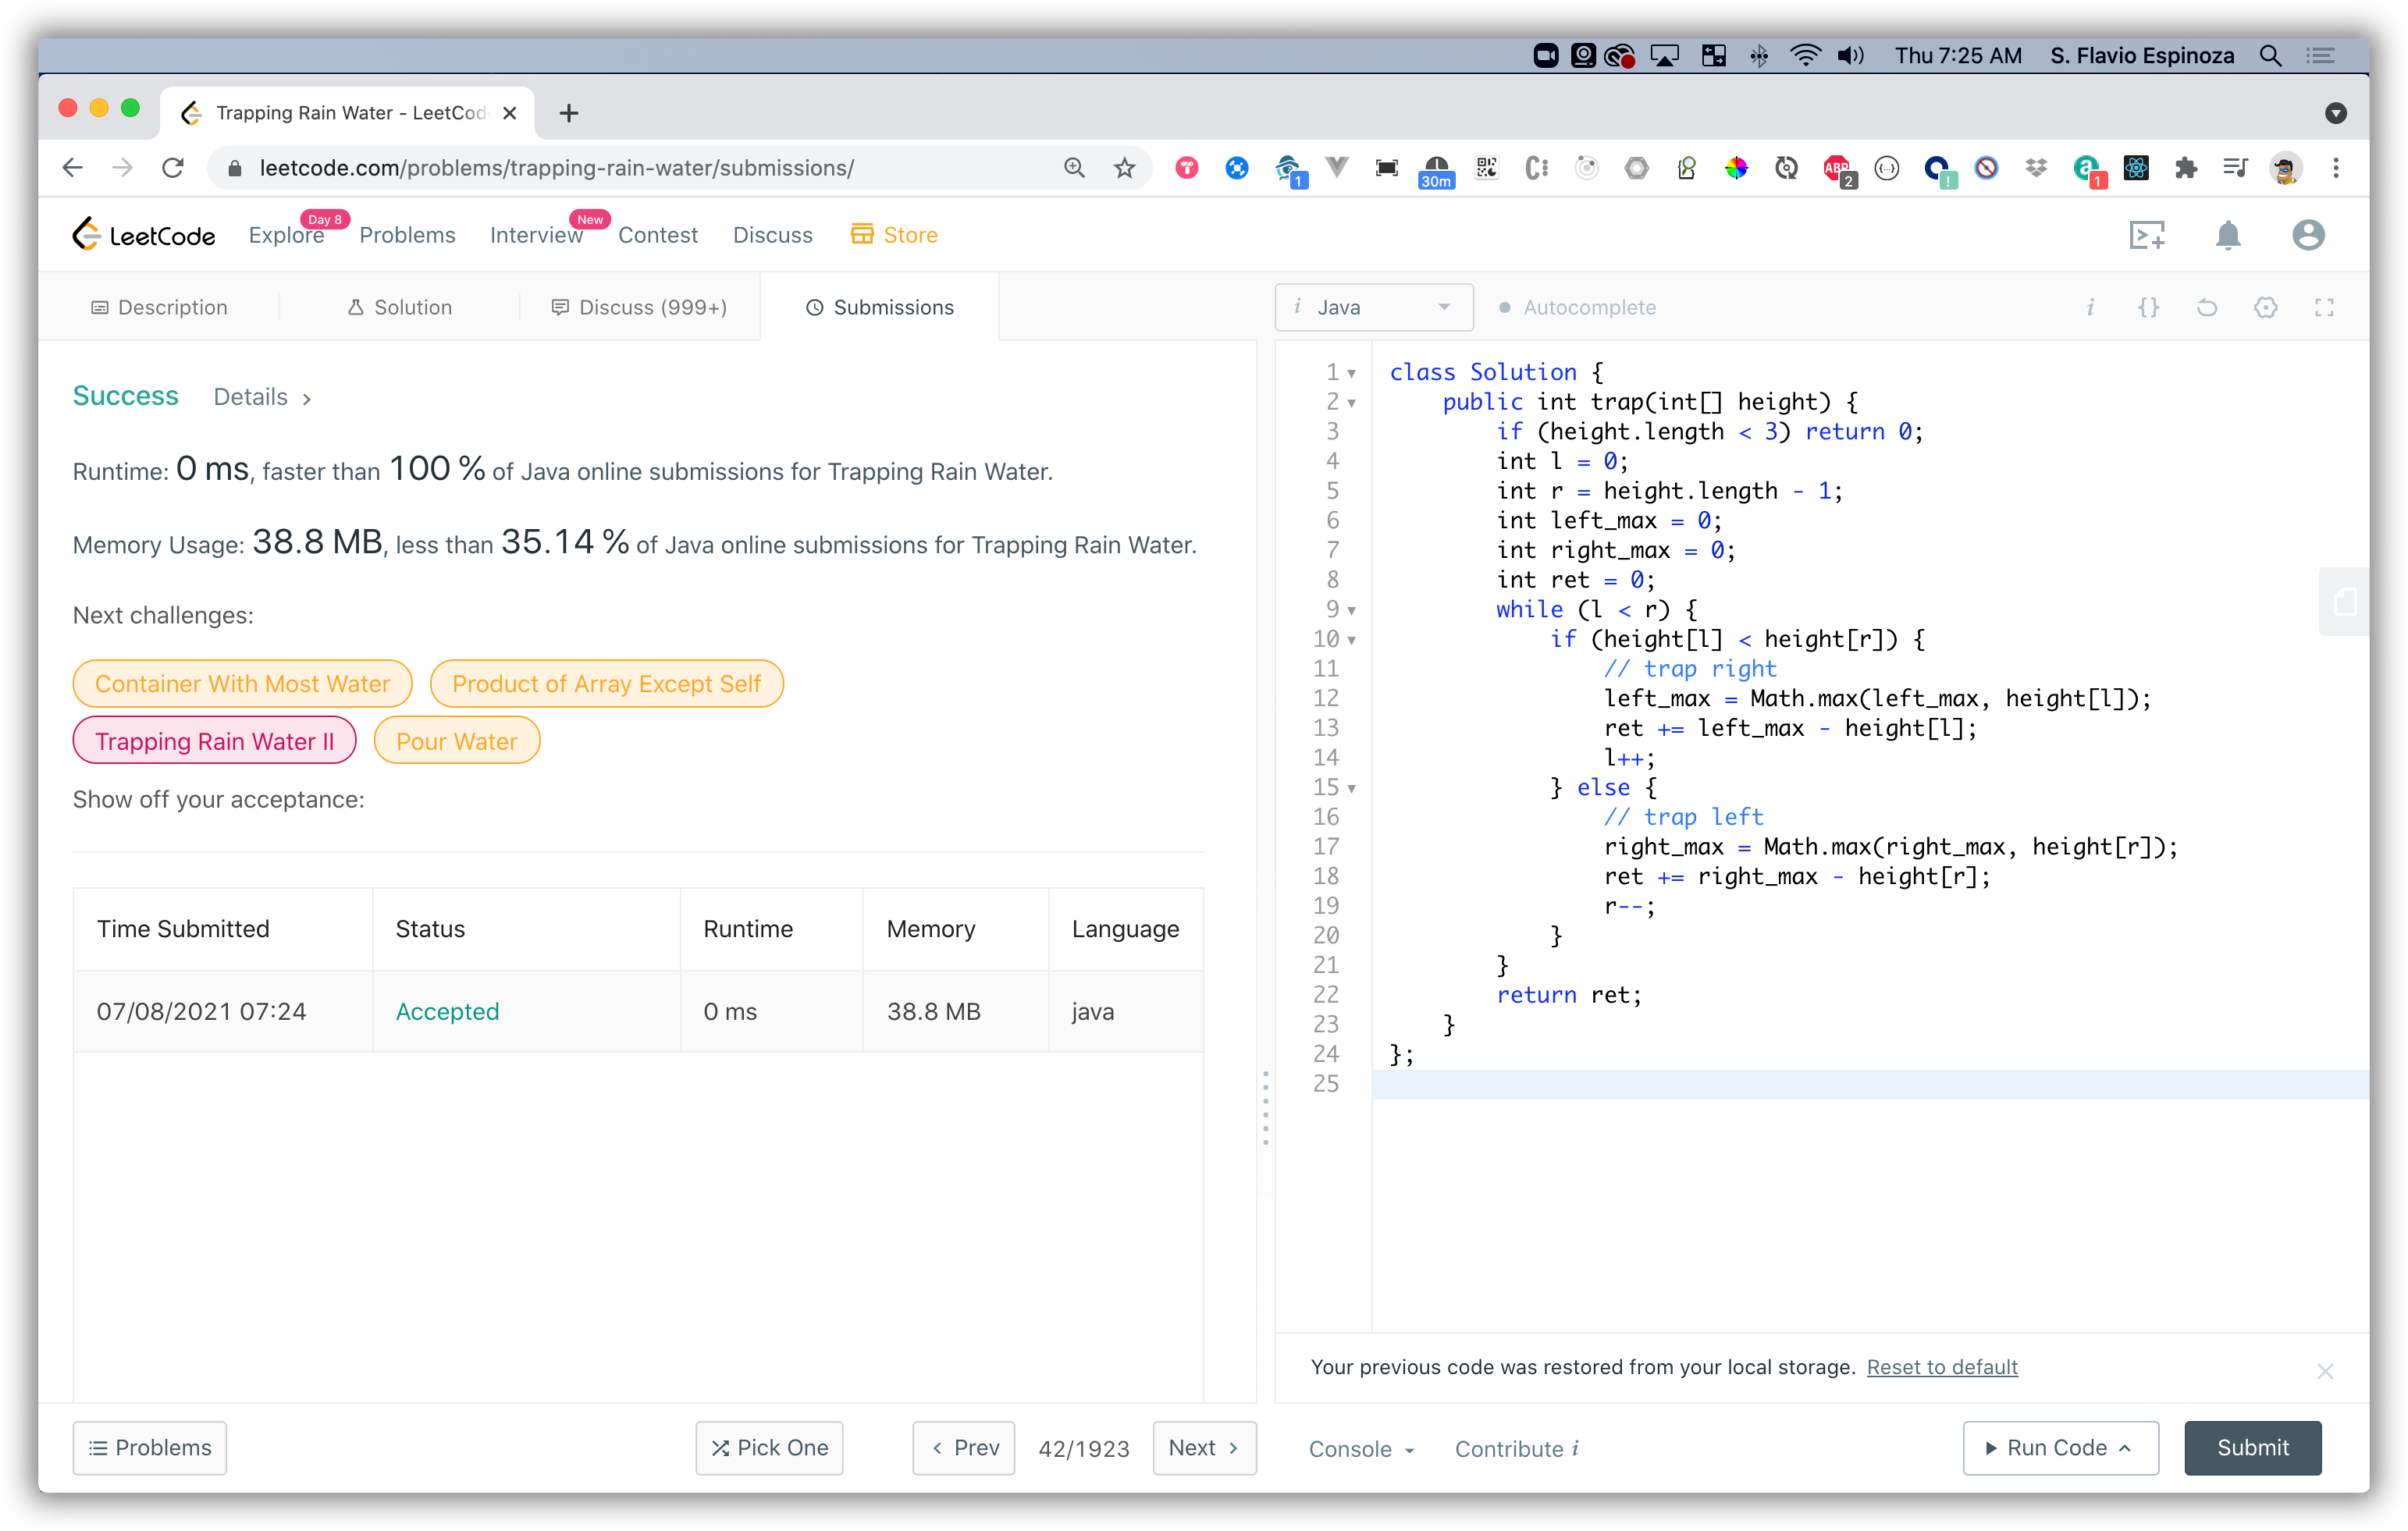 Thu 7:25 AM S. Flavio Espinoza
Trapping Rain Water - LeetCod
leetcode.com/problems/trapping-rain-water/submissions/
1
30m
ABP 2
!
a 1
LeetCode Explore Day 8 Problems Interview New Contest Discuss Store
Description Solution Discuss (999+) Submissions
i Java Autocomplete i {}
Success Details >
Runtime: 0 ms, faster than 100 % of Java online submissions for Trapping Rain Water.
Memory Usage: 38.8 MB, less than 35.14 % of Java online submissions for Trapping Rain Water.
Next challenges:
Container With Most Water Product of Array Except Self
Trapping Rain Water II Pour Water
Show off your acceptance:
Time Submitted Status Runtime Memory Language
07/08/2021 07:24 Accepted 0 ms 38.8 MB java
1 class Solution {
2 public int trap(int[] height) {
3 if (height.length < 3) return 0;
4 int l = 0;
5 int r = height.length - 1;
6 int left_max = 0;
7 int right_max = 0;
8 int ret = 0;
9 while (l < r) {
10 if (height[l] < height[r]) {
11 // trap right
12 left_max = Math.max(left_max, height[l]);
13 ret += left_max - height[l];
14 l++;
15 } else {
16 // trap left
17 right_max = Math.max(right_max, height[r]);
18 ret += right_max - height[r];
19 r--;
20 }
21 }
22 return ret;
23 }
24 };
25
Your previous code was restored from your local storage. Reset to default
Problems Pick One < Prev 42/1923 Next > Console Contribute i Run Code Submit